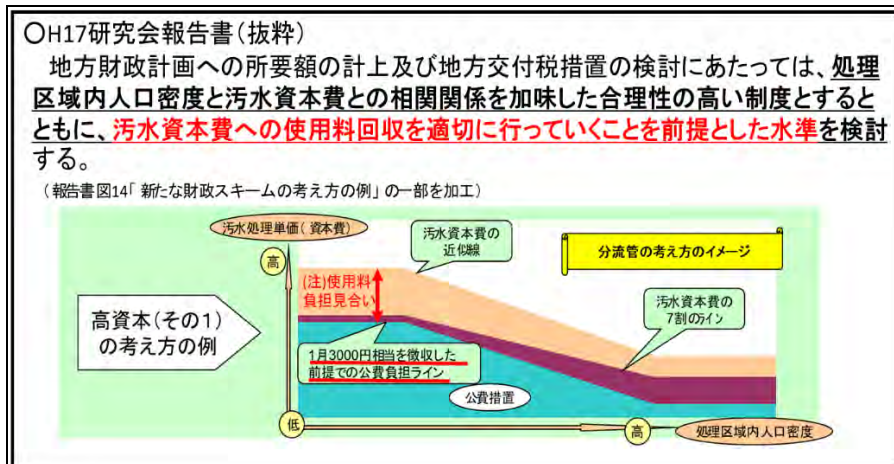 〇H17研究会報告書（抜粋）
地方財政計画への所要額の計上及び地方交付税措置の検討にあたっては、処理
区域内人口密度と汚水資本費との相関関係を加味した合理性の高い制度とすると
ともに、汚水資本費への使用料回収を適切に行っていくことを前提とした水準を検討
する。
（報告書図14「新たな財政スキームの考え方の例」の一部を加工）
汚水処理単価（資本費）
高
汚水資本費の
近似線
分流管の考え方のイメージ
(注)使用料
負担見合い
汚水資本費の
7割のライン
高資本（その1）
の考え方の例
1月3000円相当を徴収した
前提での公費負担ライン
公費措置
低
高
処理区域内人口密度